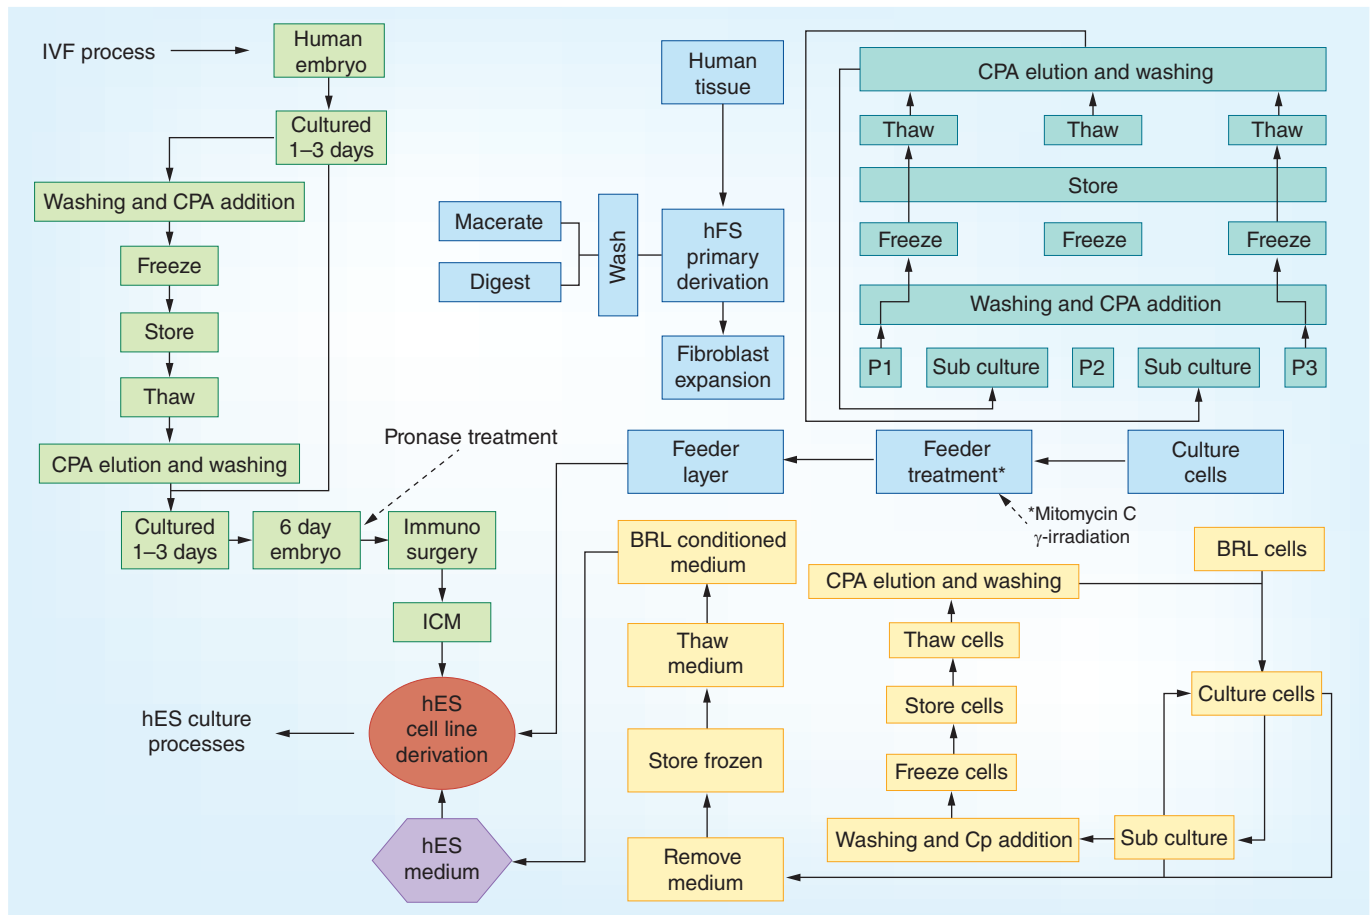 IVF process
Human
embryo
Cultured
1–3 days
Washing and CPA addition
Freeze
Store
Thaw
CPA elution and washing
Cultured
1–3 days
6 day
embryo
Pronase treatment
Immuno
surgery
ICM
hES
cell line
derivation
hES culture
processes
hES
medium
Human
tissue
Macerate
Digest
Wash
hFS
primary
derivation
Fibroblast
expansion
CPA elution and washing
Thaw
Thaw
Thaw
Store
Freeze
Freeze
Freeze
Washing and CPA addition
P1
Sub culture
P2
Sub culture
P3
Feeder
layer
Feeder
treatment*
Culture
cells
*Mitomycin C
γ-irradiation
BRL conditioned
medium
Thaw
medium
Store frozen
Remove
medium
BRL cells
CPA elution and washing
Thaw cells
Store cells
Freeze cells
Washing and Cp addition
Culture cells
Sub culture